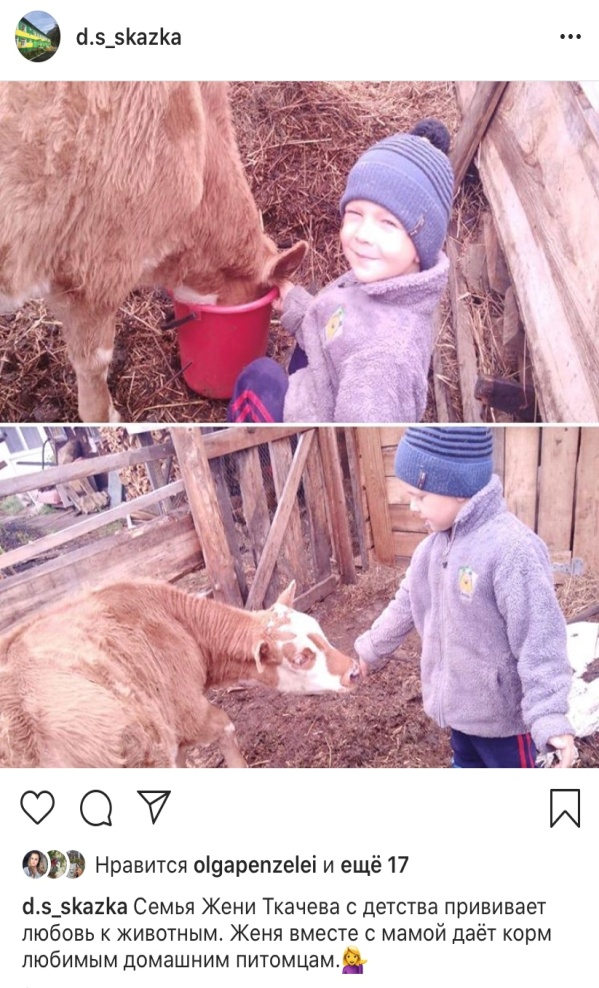 d.s_skazka
Нравится olgapenzelei и ещё 17
d.s_skazka Семья Жени Ткачева с детства прививает
любовь к животным. Женя вместе с мамой даёт корм
любимым домашним питомцам.💁‍♀️